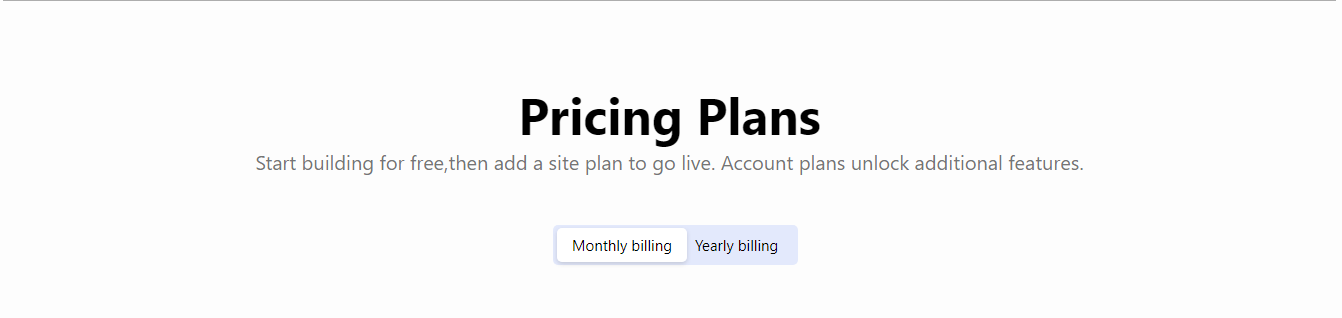 Pricing Plans
Start building for free,then add a site plan to go live. Account plans unlock additional features.
Monthly billing Yearly billing